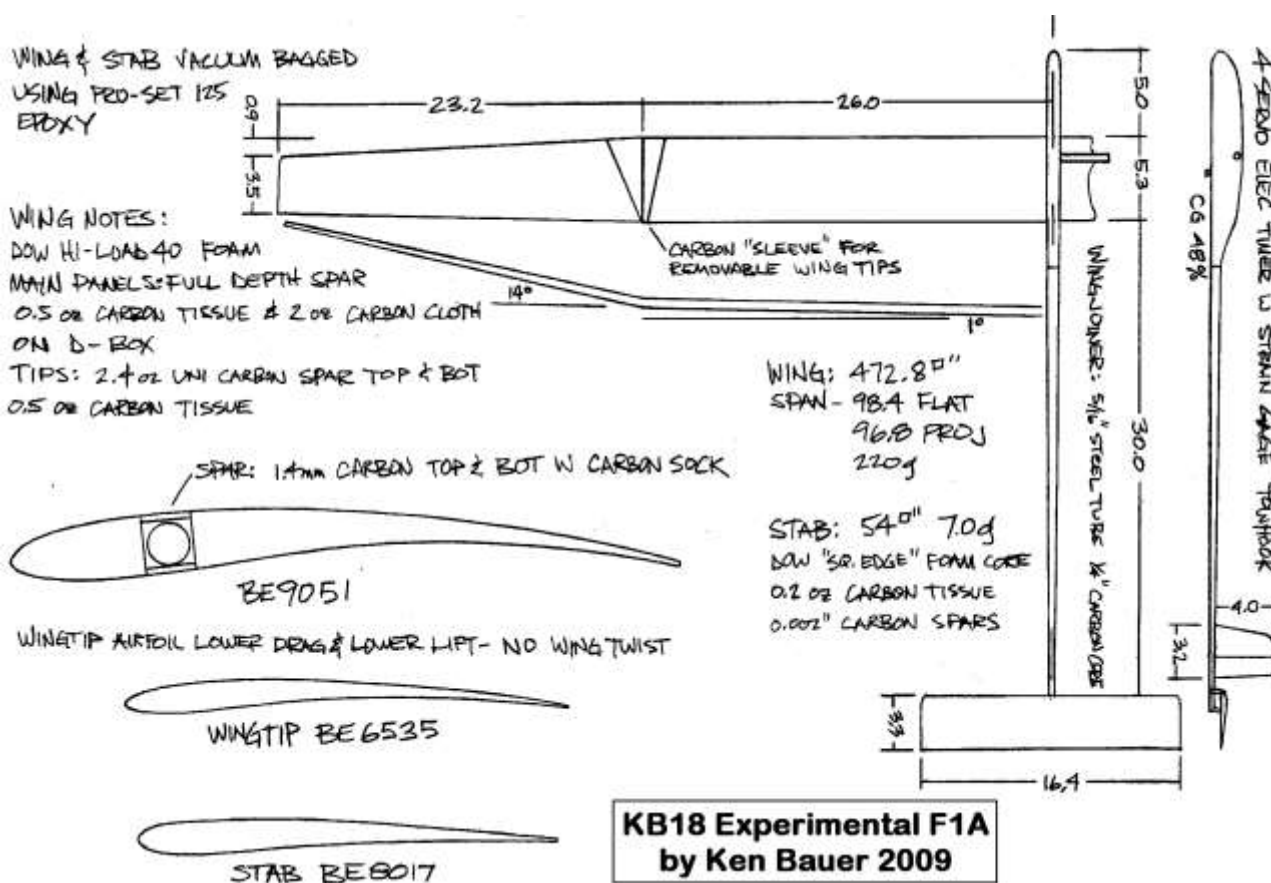 WING & STAB VACUUM BAGGED
USING PRO-SET 125
EPOXY
0.9
23.2
26.0
5.0
3.5
5.3
WING NOTES:
DOW HI-LOAD 40 FOAM
MAIN PANELS: FULL DEPTH SPAR
0.5 oz CARBON TISSUE & 2 oz CARBON CLOTH
ON D-BOX
TIPS: 2.4 oz UNI CARBON SPAR TOP & BOT
0.5 oz CARBON TISSUE
CARBON "SLEEVE" FOR
REMOVABLE WING TIPS
14°
1°
WING: 472.8□"
SPAN - 98.4 FLAT
96.8 PROJ
220g
STAB: 54□" 7.0g
DOW "SQ. EDGE" FOAM CORE
0.2 oz CARBON TISSUE
0.002" CARBON SPARS
WING JOINER: 5/16" STEEL TUBE 1/4" CARBON CORE
30.0
CG 48%
4-SERVO ELEC TIMER W STRAIN GAGE TOWHOOK
4.0
3.2
3.3
16.4
SPAR: 1.4mm CARBON TOP & BOT W CARBON SOCK
BE9051
WINGTIP AIRFOIL LOWER DRAG & LOWER LIFT - NO WING TWIST
WINGTIP BE6535
STAB BE8017
KB18 Experimental F1A
by Ken Bauer 2009